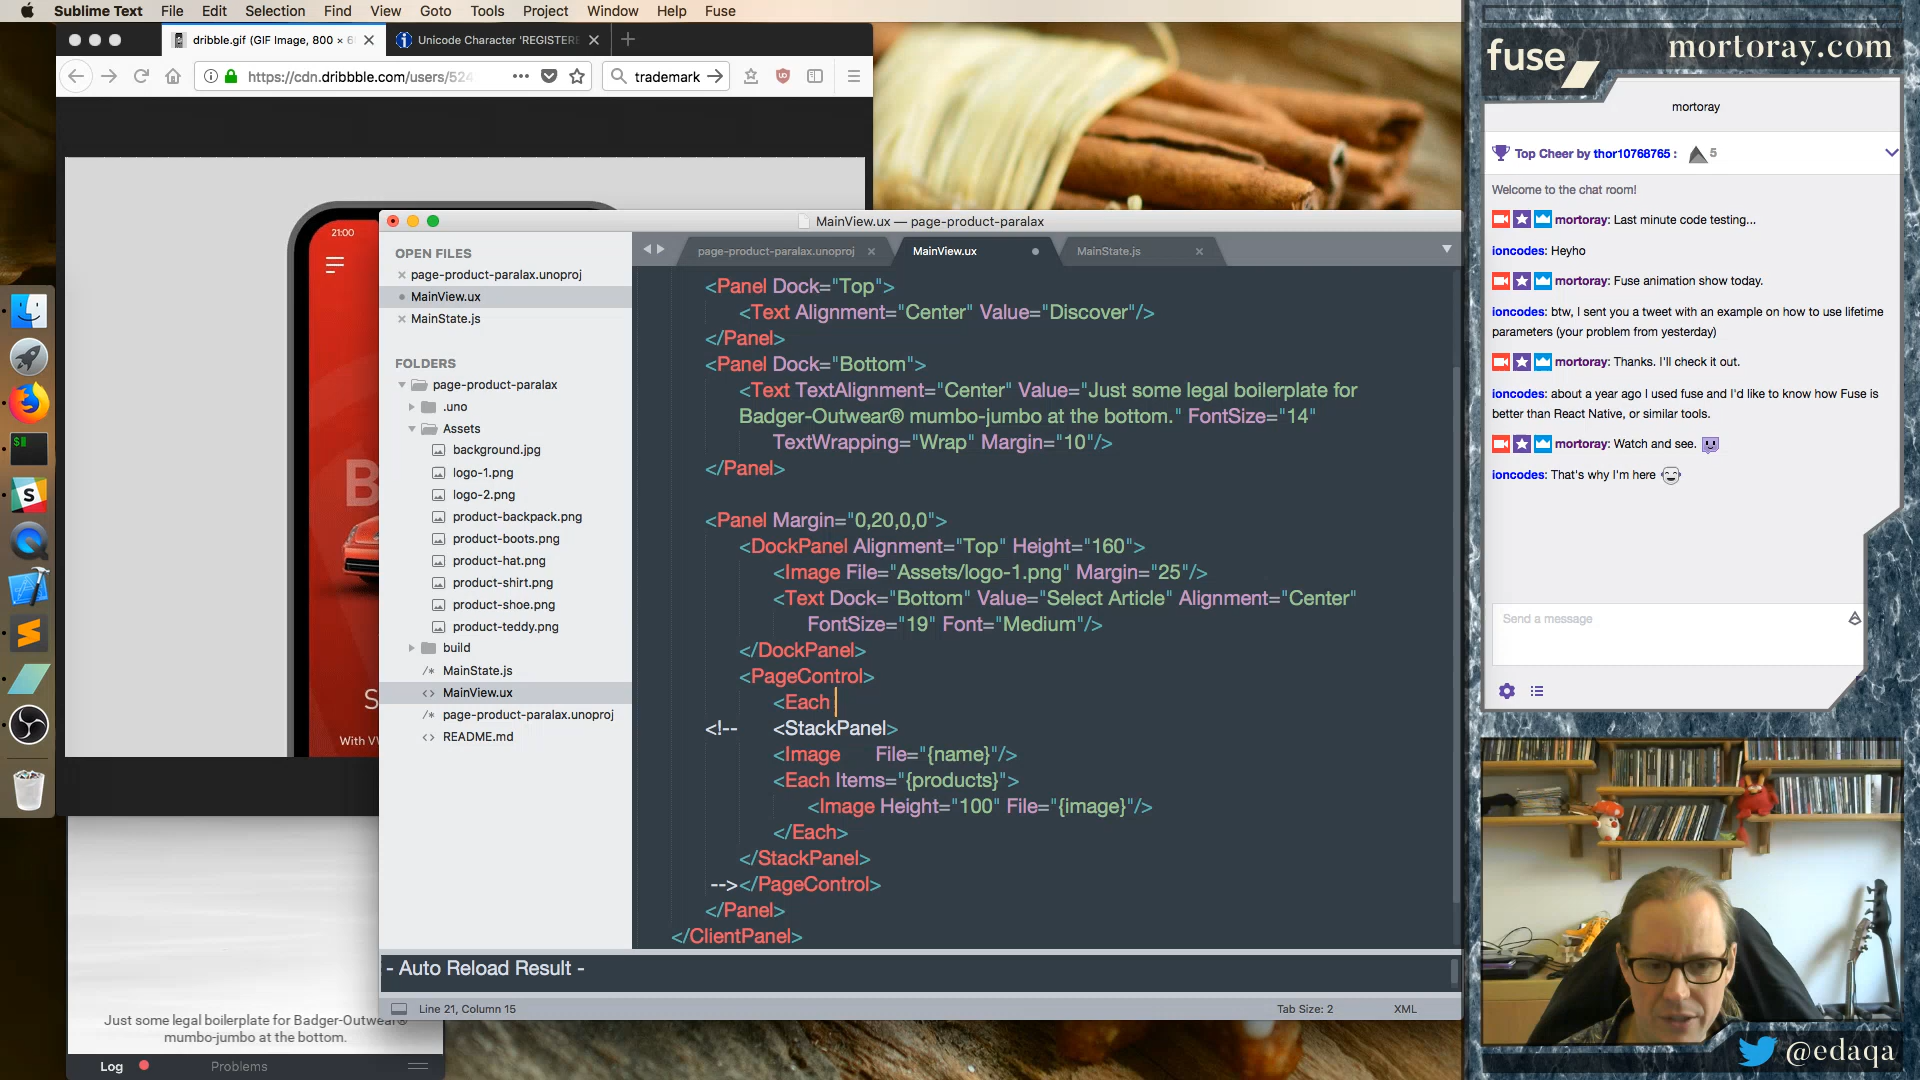 Sublime Text File Edit Selection Find View Goto Tools Project Window Help Fuse
dribble.gif (GIF Image, 800 × 6
Unicode Character 'REGISTERE
https://cdn.dribbble.com/users/524
trademark
21:00
B
S
With VW
MainView.ux — page-product-paralax
OPEN FILES
page-product-paralax.unoproj
MainView.ux
MainState.js
FOLDERS
page-product-paralax
.uno
Assets
background.jpg
logo-1.png
logo-2.png
product-backpack.png
product-boots.png
product-hat.png
product-shirt.png
product-shoe.png
product-teddy.png
build
MainState.js
MainView.ux
page-product-paralax.unoproj
README.md
page-product-paralax.unoproj
MainView.ux
MainState.js
<Panel Dock="Top">
<Text Alignment="Center" Value="Discover"/>
</Panel>
<Panel Dock="Bottom">
<Text TextAlignment="Center" Value="Just some legal boilerplate for
Badger-Outwear® mumbo-jumbo at the bottom." FontSize="14"
TextWrapping="Wrap" Margin="10"/>
</Panel>
<Panel Margin="0,20,0,0">
<DockPanel Alignment="Top" Height="160">
<Image File="Assets/logo-1.png" Margin="25"/>
<Text Dock="Bottom" Value="Select Article" Alignment="Center"
FontSize="19" Font="Medium"/>
</DockPanel>
<PageControl>
<Each
<!-- <StackPanel>
<Image File="{name}"/>
<Each Items="{products}">
<Image Height="100" File="{image}"/>
</Each>
</StackPanel>
--></PageControl>
</Panel>
</ClientPanel>
- Auto Reload Result -
Line 21, Column 15
Tab Size: 2
XML
Just some legal boilerplate for Badger-Outwear®
mumbo-jumbo at the bottom.
Log
Problems
fuse
mortoray.com
mortoray
Top Cheer by thor10768765 : 5
Welcome to the chat room!
mortoray: Last minute code testing...
ioncodes: Heyho
mortoray: Fuse animation show today.
ioncodes: btw, I sent you a tweet with an example on how to use lifetime
parameters (your problem from yesterday)
mortoray: Thanks. I'll check it out.
ioncodes: about a year ago I used fuse and I'd like to know how Fuse is
better than React Native, or similar tools.
mortoray: Watch and see.
ioncodes: That's why I'm here
Send a message
@edaqa